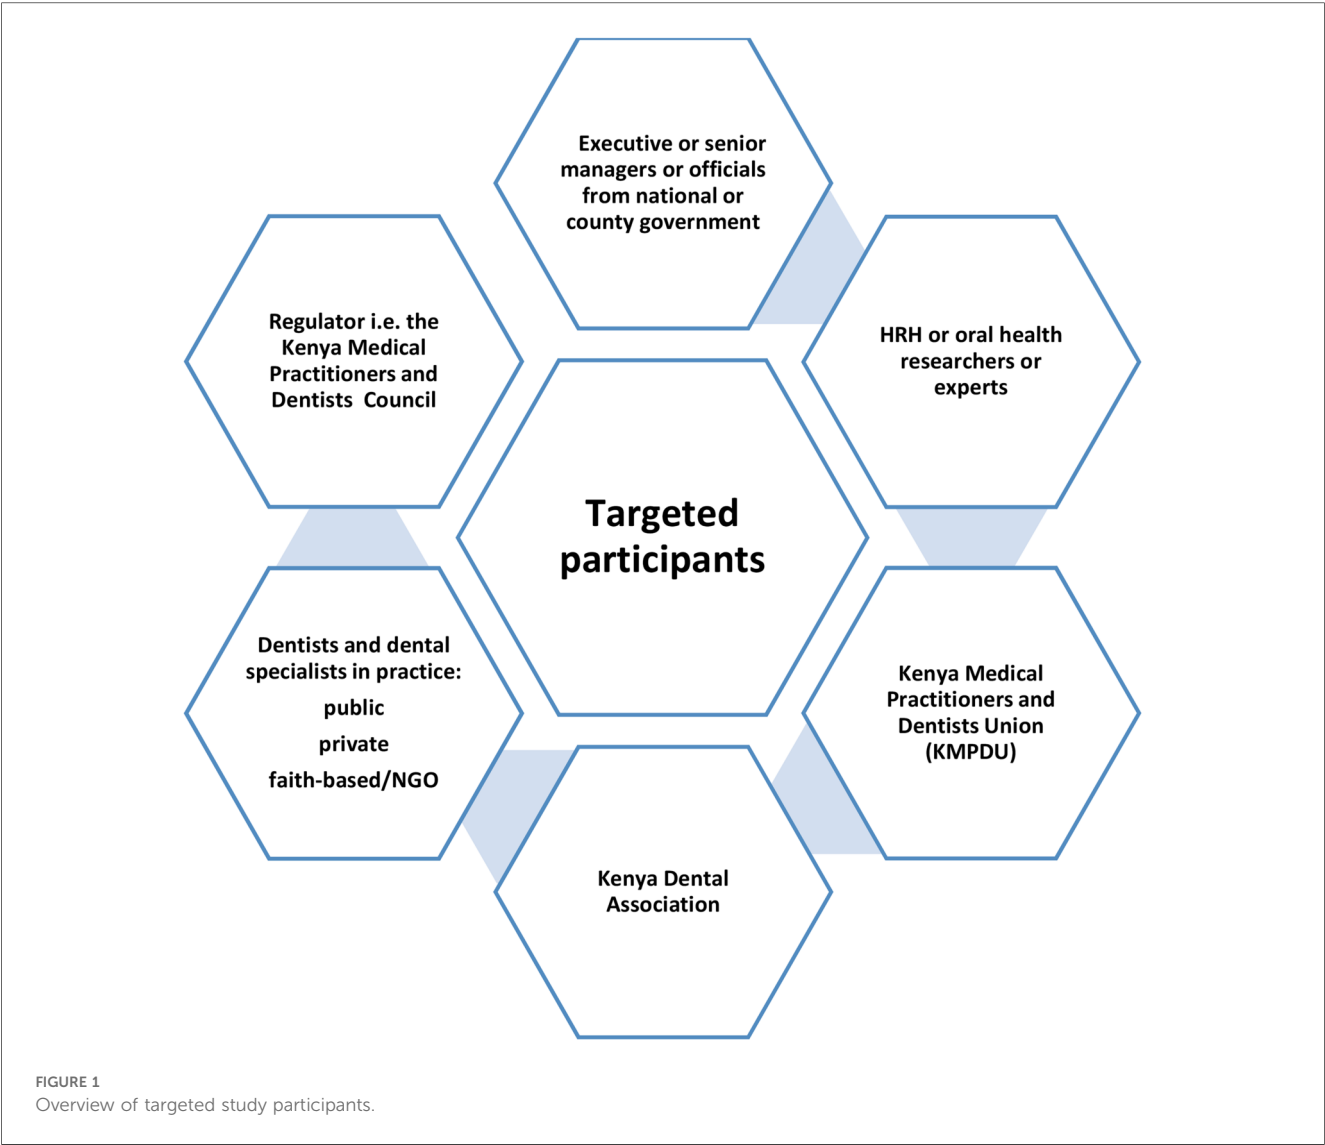 Executive or senior
managers or officials
from national or
county government
HRH or oral health
researchers or
experts
Kenya Medical
Practitioners and
Dentists Union
(KMPDU)
Kenya Dental
Association
Dentists and dental
specialists in practice:
public
private
faith-based/NGO
Regulator i.e. the
Kenya Medical
Practitioners and
Dentists Council
Targeted
participants
FIGURE 1
Overview of targeted study participants.